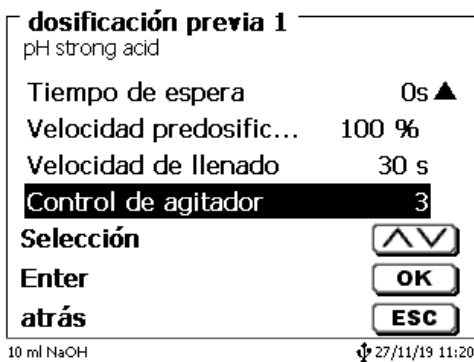 dosificación previa 1
pH strong acid
Tiempo de espera 0s
Velocidad predosific... 100 %
Velocidad de llenado 30 s
Control de agitador 3
Selección
Enter OK
atrás ESC
10 ml NaOH 27/11/19 11:20